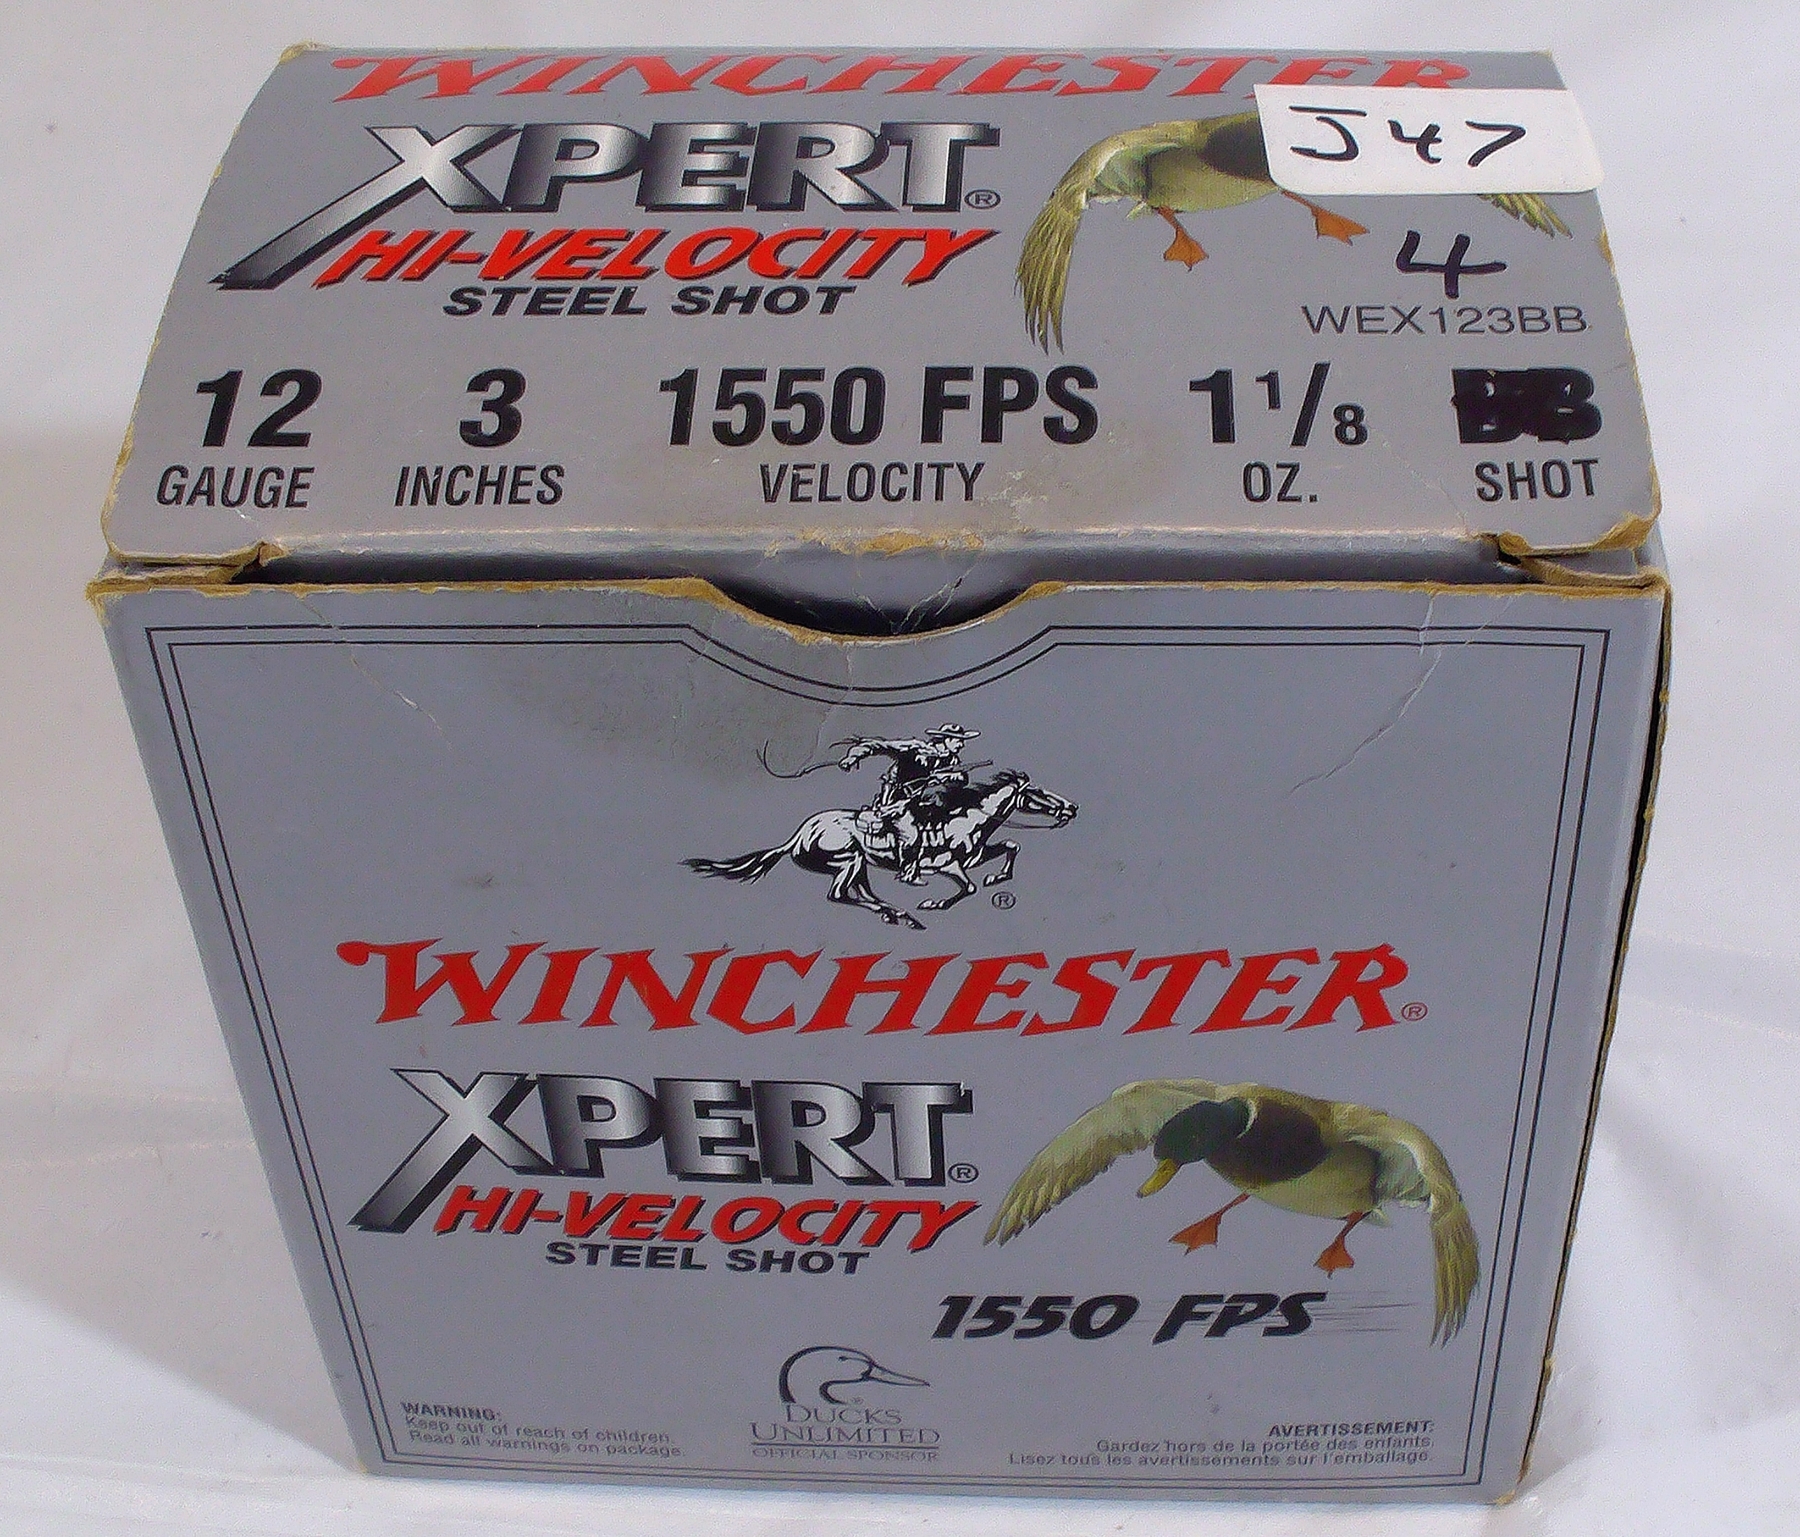 WINCHESTER
J47
XPERT®
HI-VELOCITY
STEEL SHOT
4
WEX123BB
12 3 1550 FPS 1 1/8 BB
GAUGE INCHES VELOCITY OZ. SHOT
®
WINCHESTER®
XPERT®
HI-VELOCITY
STEEL SHOT
1550 FPS
WARNING:
Keep out of reach of children.
Read all warnings on package.
DUCKS
UNLIMITED
OFFICIAL SPONSOR
AVERTISSEMENT:
Gardez hors de la portée des enfants.
Lisez tous les avertissements sur l'emballage.